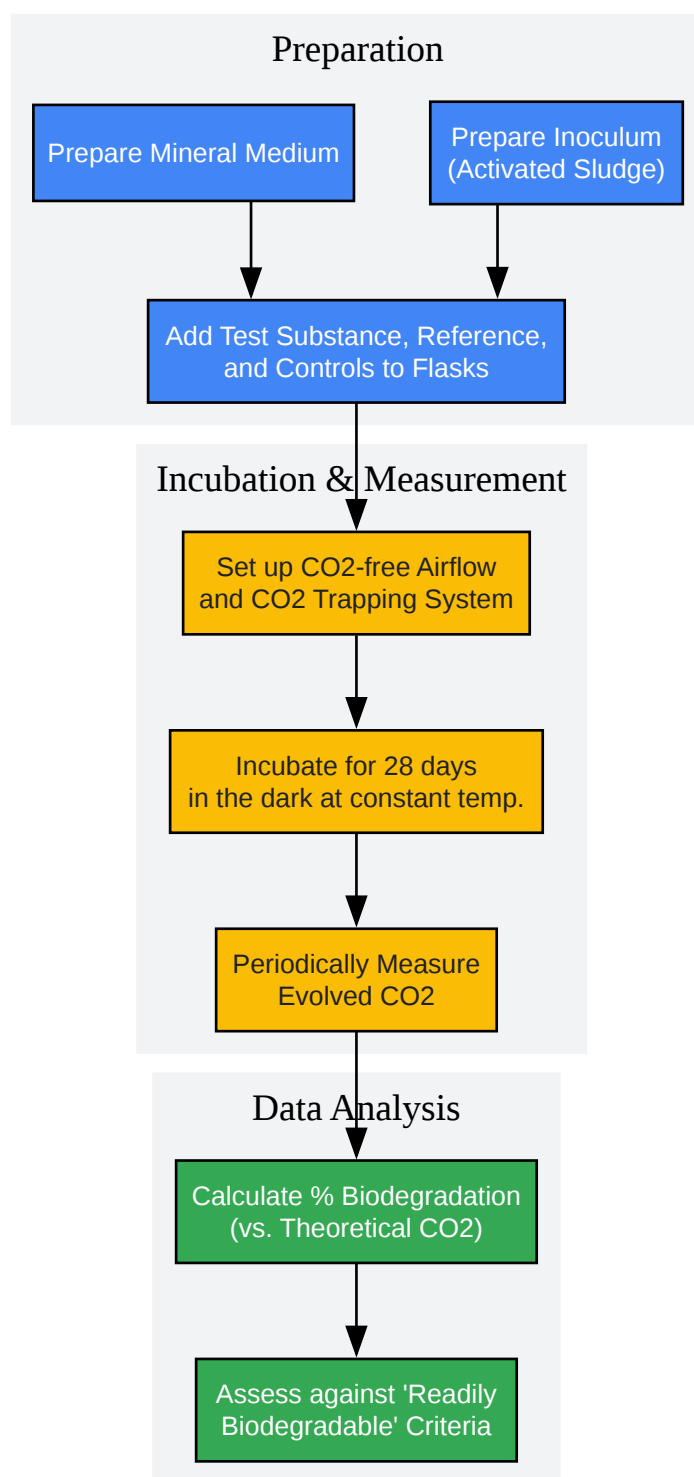 Preparation
Prepare Mineral Medium
Prepare Inoculum
(Activated Sludge)
Add Test Substance, Reference,
and Controls to Flasks
Incubation & Measurement
Set up CO2-free Airflow
and CO2 Trapping System
Incubate for 28 days
in the dark at constant temp.
Periodically Measure
Evolved CO2
Data Analysis
Calculate % Biodegradation
(vs. Theoretical CO2)
Assess against 'Readily
Biodegradable' Criteria